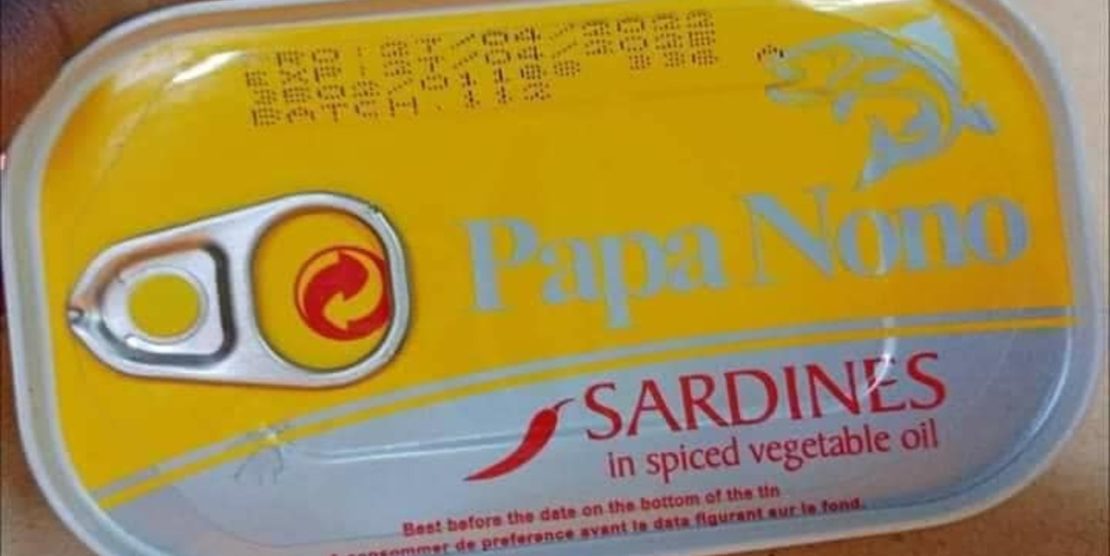 BATCH.112
Papa Nono
SARDINES
in spiced vegetable oil
Best before the date on the bottom of the tin
consommer de preference avant la data figurant sur le fond.